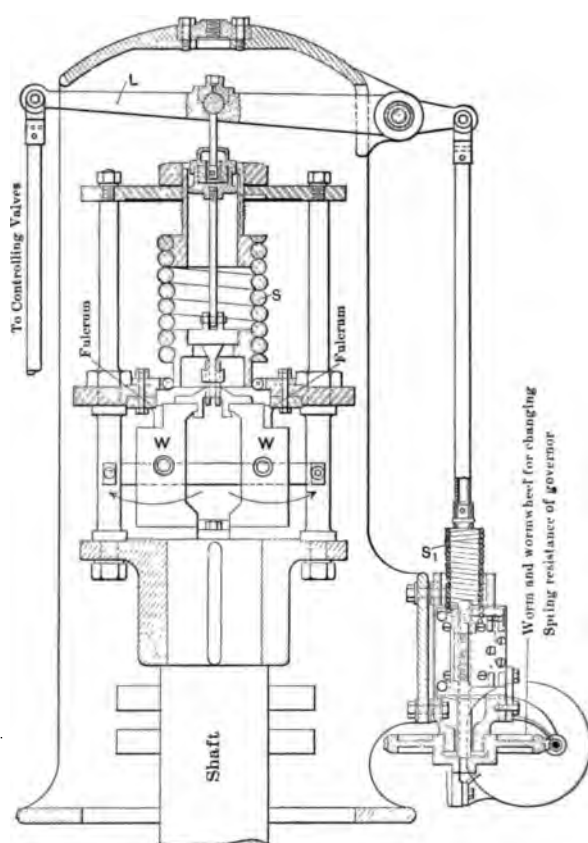 L
To Controlling Valves
S
Fulcrum
Fulcrum
W
W
Worm and wormwheel for changing
Spring resistance of governor
S1
Shaft